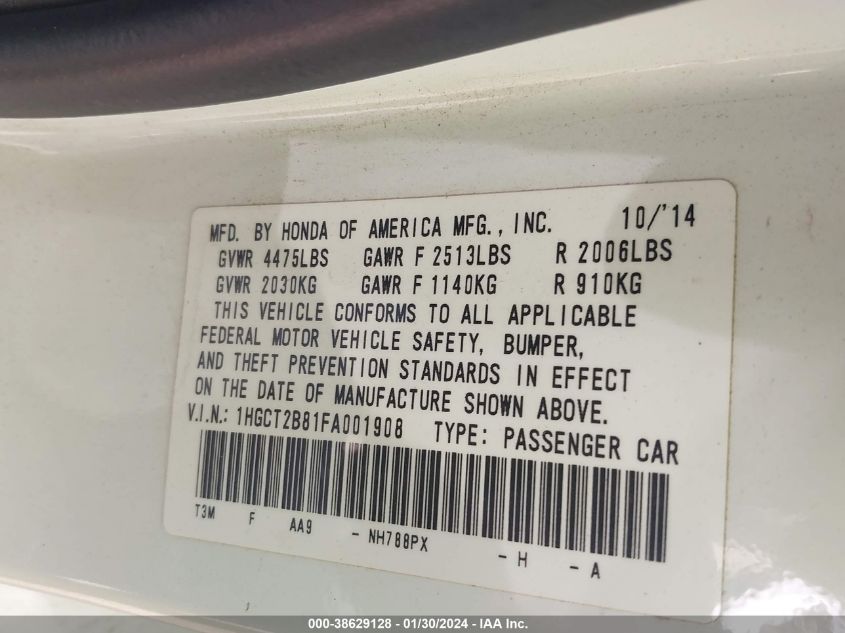 MFD. BY HONDA OF AMERICA MFG., INC. 10/'14
GVWR 4475LBS GAWR F 2513LBS R 2006LBS
GVWR 2030KG GAWR F 1140KG R 910KG
THIS VEHICLE CONFORMS TO ALL APPLICABLE
FEDERAL MOTOR VEHICLE SAFETY, BUMPER,
AND THEFT PREVENTION STANDARDS IN EFFECT
ON THE DATE OF MANUFACTURE SHOWN ABOVE.
V.I.N.: 1HGCT2B81FA001908 TYPE: PASSENGER CAR
T3M F AA9 - NH788PX - H - A
000-38629128 - 01/30/2024 - IAA Inc.